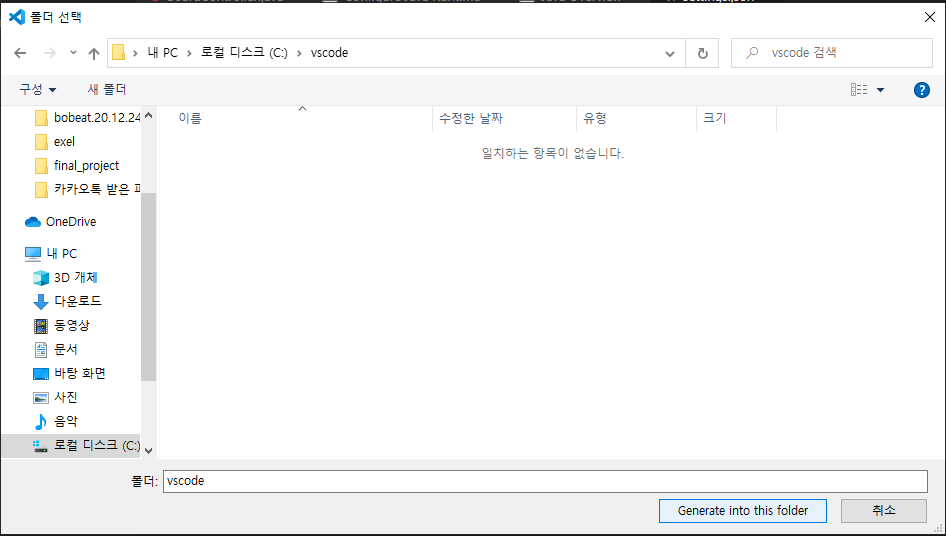 폴더 선택
내 PC > 로컬 디스크 (C:) > vscode
vscode 검색
구성
새 폴더
?
bobeat.20.12.24
exel
final_project
카카오톡 받은
OneDrive
내 PC
3D 개체
다운로드
동영상
문서
바탕 화면
사진
음악
로컬 디스크 (C:)
이름 수정한 날짜 유형 크기
일치하는 항목이 없습니다.
폴더: vscode
Generate into this folder 취소